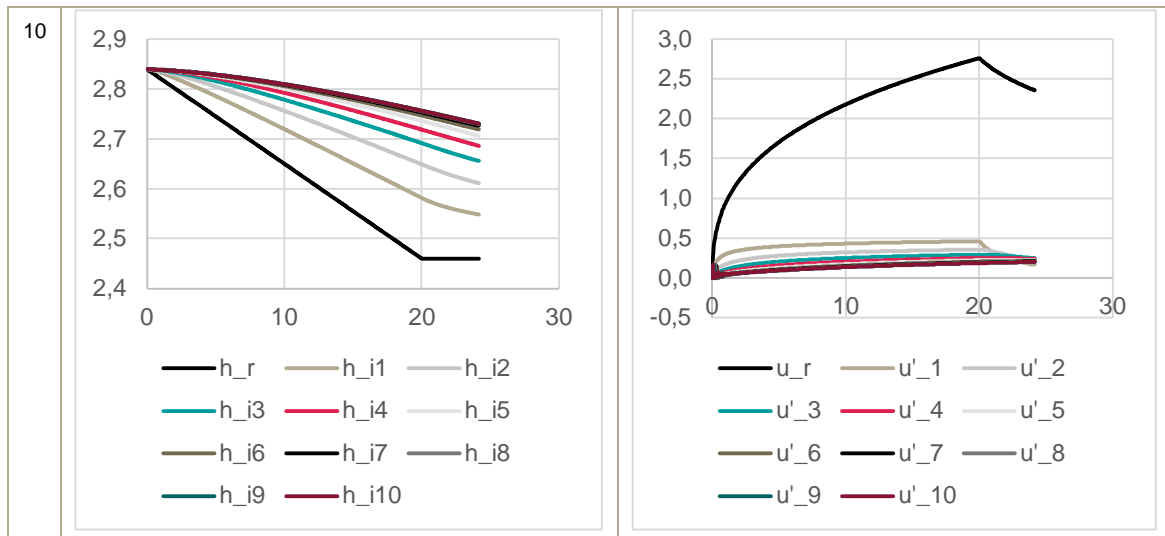 10
2,9
2,8
2,7
2,6
2,5
2,4
0 10 20 30
h_r h_i1 h_i2
h_i3 h_i4 h_i5
h_i6 h_i7 h_i8
h_i9 h_i10
3,0
2,5
2,0
1,5
1,0
0,5
0,0
-0,5
0 10 20 30
u_r u'_1 u'_2
u'_3 u'_4 u'_5
u'_6 u'_7 u'_8
u'_9 u'_10